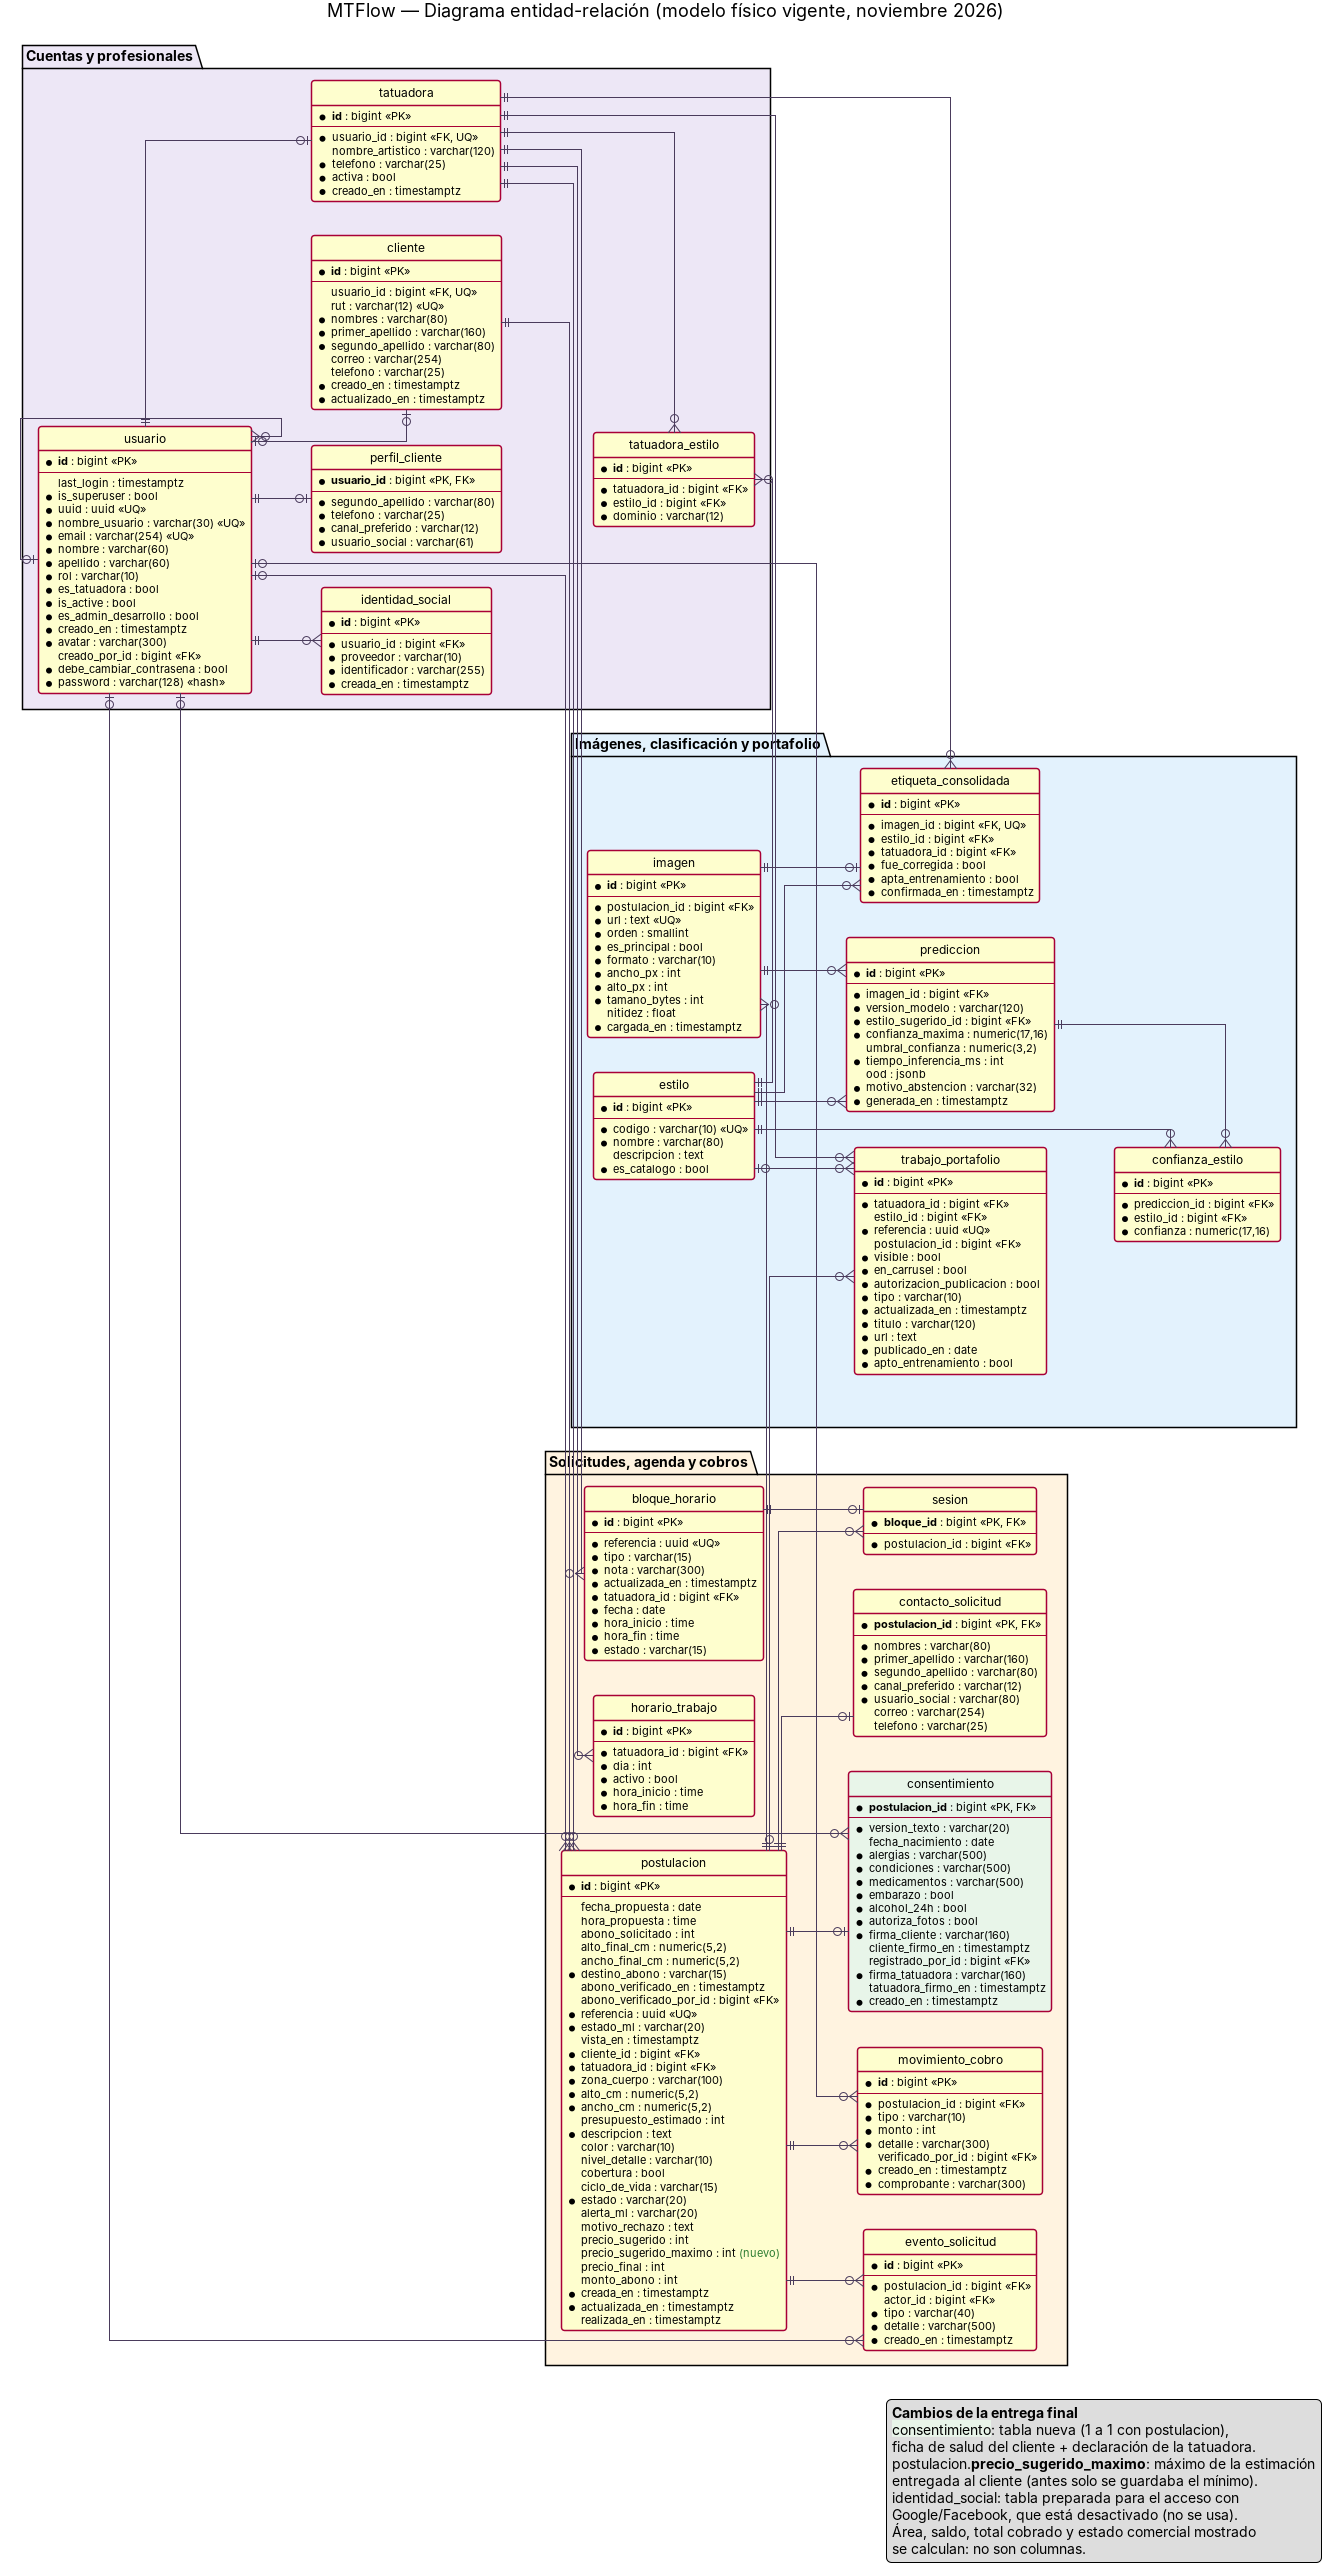 MTFlow — Diagrama entidad-relación (modelo físico vigente, noviembre 2026)
Cuentas y profesionales
tatuadora
id : bigint «PK»
usuario_id : bigint «FK, UQ»
nombre_artistico : varchar(120)
telefono : varchar(25)
activa : bool
creado_en : timestamptz
cliente
id : bigint «PK»
usuario_id : bigint «FK, UQ»
rut : varchar(12) «UQ»
nombres : varchar(80)
primer_apellido : varchar(160)
segundo_apellido : varchar(80)
correo : varchar(254)
telefono : varchar(25)
creado_en : timestamptz
actualizado_en : timestamptz
usuario
id : bigint «PK»
last_login : timestamptz
is_superuser : bool
uuid : uuid «UQ»
nombre_usuario : varchar(30) «UQ»
email : varchar(254) «UQ»
nombre : varchar(60)
apellido : varchar(60)
rol : varchar(10)
es_tatuadora : bool
is_active : bool
es_admin_desarrollo : bool
creado_en : timestamptz
avatar : varchar(300)
creado_por_id : bigint «FK»
debe_cambiar_contrasena : bool
password : varchar(128) «hash»
perfil_cliente
usuario_id : bigint «PK, FK»
segundo_apellido : varchar(80)
telefono : varchar(25)
canal_preferido : varchar(12)
usuario_social : varchar(61)
tatuadora_estilo
id : bigint «PK»
tatuadora_id : bigint «FK»
estilo_id : bigint «FK»
dominio : varchar(12)
identidad_social
id : bigint «PK»
usuario_id : bigint «FK»
proveedor : varchar(10)
identificador : varchar(255)
creada_en : timestamptz
Imágenes, clasificación y portafolio
etiqueta_consolidada
id : bigint «PK»
imagen_id : bigint «FK, UQ»
estilo_id : bigint «FK»
tatuadora_id : bigint «FK»
fue_corregida : bool
apta_entrenamiento : bool
confirmada_en : timestamptz
imagen
id : bigint «PK»
postulacion_id : bigint «FK»
url : text «UQ»
orden : smallint
es_principal : bool
formato : varchar(10)
ancho_px : int
alto_px : int
tamano_bytes : int
nitidez : float
cargada_en : timestamptz
prediccion
id : bigint «PK»
imagen_id : bigint «FK»
version_modelo : varchar(120)
estilo_sugerido_id : bigint «FK»
confianza_maxima : numeric(17,16)
umbral_confianza : numeric(3,2)
tiempo_inferencia_ms : int
ood : jsonb
motivo_abstencion : varchar(32)
generada_en : timestamptz
estilo
id : bigint «PK»
codigo : varchar(10) «UQ»
nombre : varchar(80)
descripcion : text
es_catalogo : bool
trabajo_portafolio
id : bigint «PK»
tatuadora_id : bigint «FK»
estilo_id : bigint «FK»
referencia : uuid «UQ»
postulacion_id : bigint «FK»
visible : bool
en_carrusel : bool
autorizacion_publicacion : bool
tipo : varchar(10)
actualizada_en : timestamptz
titulo : varchar(120)
url : text
publicado_en : date
apto_entrenamiento : bool
confianza_estilo
id : bigint «PK»
prediccion_id : bigint «FK»
estilo_id : bigint «FK»
confianza : numeric(17,16)
Solicitudes, agenda y cobros
bloque_horario
id : bigint «PK»
referencia : uuid «UQ»
tipo : varchar(15)
nota : varchar(300)
actualizada_en : timestamptz
tatuadora_id : bigint «FK»
fecha : date
hora_inicio : time
hora_fin : time
estado : varchar(15)
sesion
bloque_id : bigint «PK, FK»
postulacion_id : bigint «FK»
contacto_solicitud
postulacion_id : bigint «PK, FK»
nombres : varchar(80)
primer_apellido : varchar(160)
segundo_apellido : varchar(80)
canal_preferido : varchar(12)
usuario_social : varchar(80)
correo : varchar(254)
telefono : varchar(25)
horario_trabajo
id : bigint «PK»
tatuadora_id : bigint «FK»
dia : int
activo : bool
hora_inicio : time
hora_fin : time
consentimiento
postulacion_id : bigint «PK, FK»
version_texto : varchar(20)
fecha_nacimiento : date
alergias : varchar(500)
condiciones : varchar(500)
medicamentos : varchar(500)
embarazo : bool
alcohol_24h : bool
autoriza_fotos : bool
firma_cliente : varchar(160)
cliente_firmo_en : timestamptz
registrado_por_id : bigint «FK»
firma_tatuadora : varchar(160)
tatuadora_firmo_en : timestamptz
creado_en : timestamptz
postulacion
id : bigint «PK»
fecha_propuesta : date
hora_propuesta : time
abono_solicitado : int
alto_final_cm : numeric(5,2)
ancho_final_cm : numeric(5,2)
destino_abono : varchar(15)
abono_verificado_en : timestamptz
abono_verificado_por_id : bigint «FK»
referencia : uuid «UQ»
estado_ml : varchar(20)
vista_en : timestamptz
cliente_id : bigint «FK»
tatuadora_id : bigint «FK»
zona_cuerpo : varchar(100)
alto_cm : numeric(5,2)
ancho_cm : numeric(5,2)
presupuesto_estimado : int
descripcion : text
color : varchar(10)
nivel_detalle : varchar(10)
cobertura : bool
ciclo_de_vida : varchar(15)
estado : varchar(20)
alerta_ml : varchar(20)
motivo_rechazo : text
precio_sugerido : int
precio_sugerido_maximo : int (nuevo)
precio_final : int
monto_abono : int
creada_en : timestamptz
actualizada_en : timestamptz
realizada_en : timestamptz
movimiento_cobro
id : bigint «PK»
postulacion_id : bigint «FK»
tipo : varchar(10)
monto : int
detalle : varchar(300)
verificado_por_id : bigint «FK»
creado_en : timestamptz
comprobante : varchar(300)
evento_solicitud
id : bigint «PK»
postulacion_id : bigint «FK»
actor_id : bigint «FK»
tipo : varchar(40)
detalle : varchar(500)
creado_en : timestamptz
Cambios de la entrega final
consentimiento: tabla nueva (1 a 1 con postulacion),
ficha de salud del cliente + declaración de la tatuadora.
postulacion.precio_sugerido_maximo: máximo de la estimación
entregada al cliente (antes solo se guardaba el mínimo).
identidad_social: tabla preparada para el acceso con
Google/Facebook, que está desactivado (no se usa).
Área, saldo, total cobrado y estado comercial mostrado
se calculan: no son columnas.